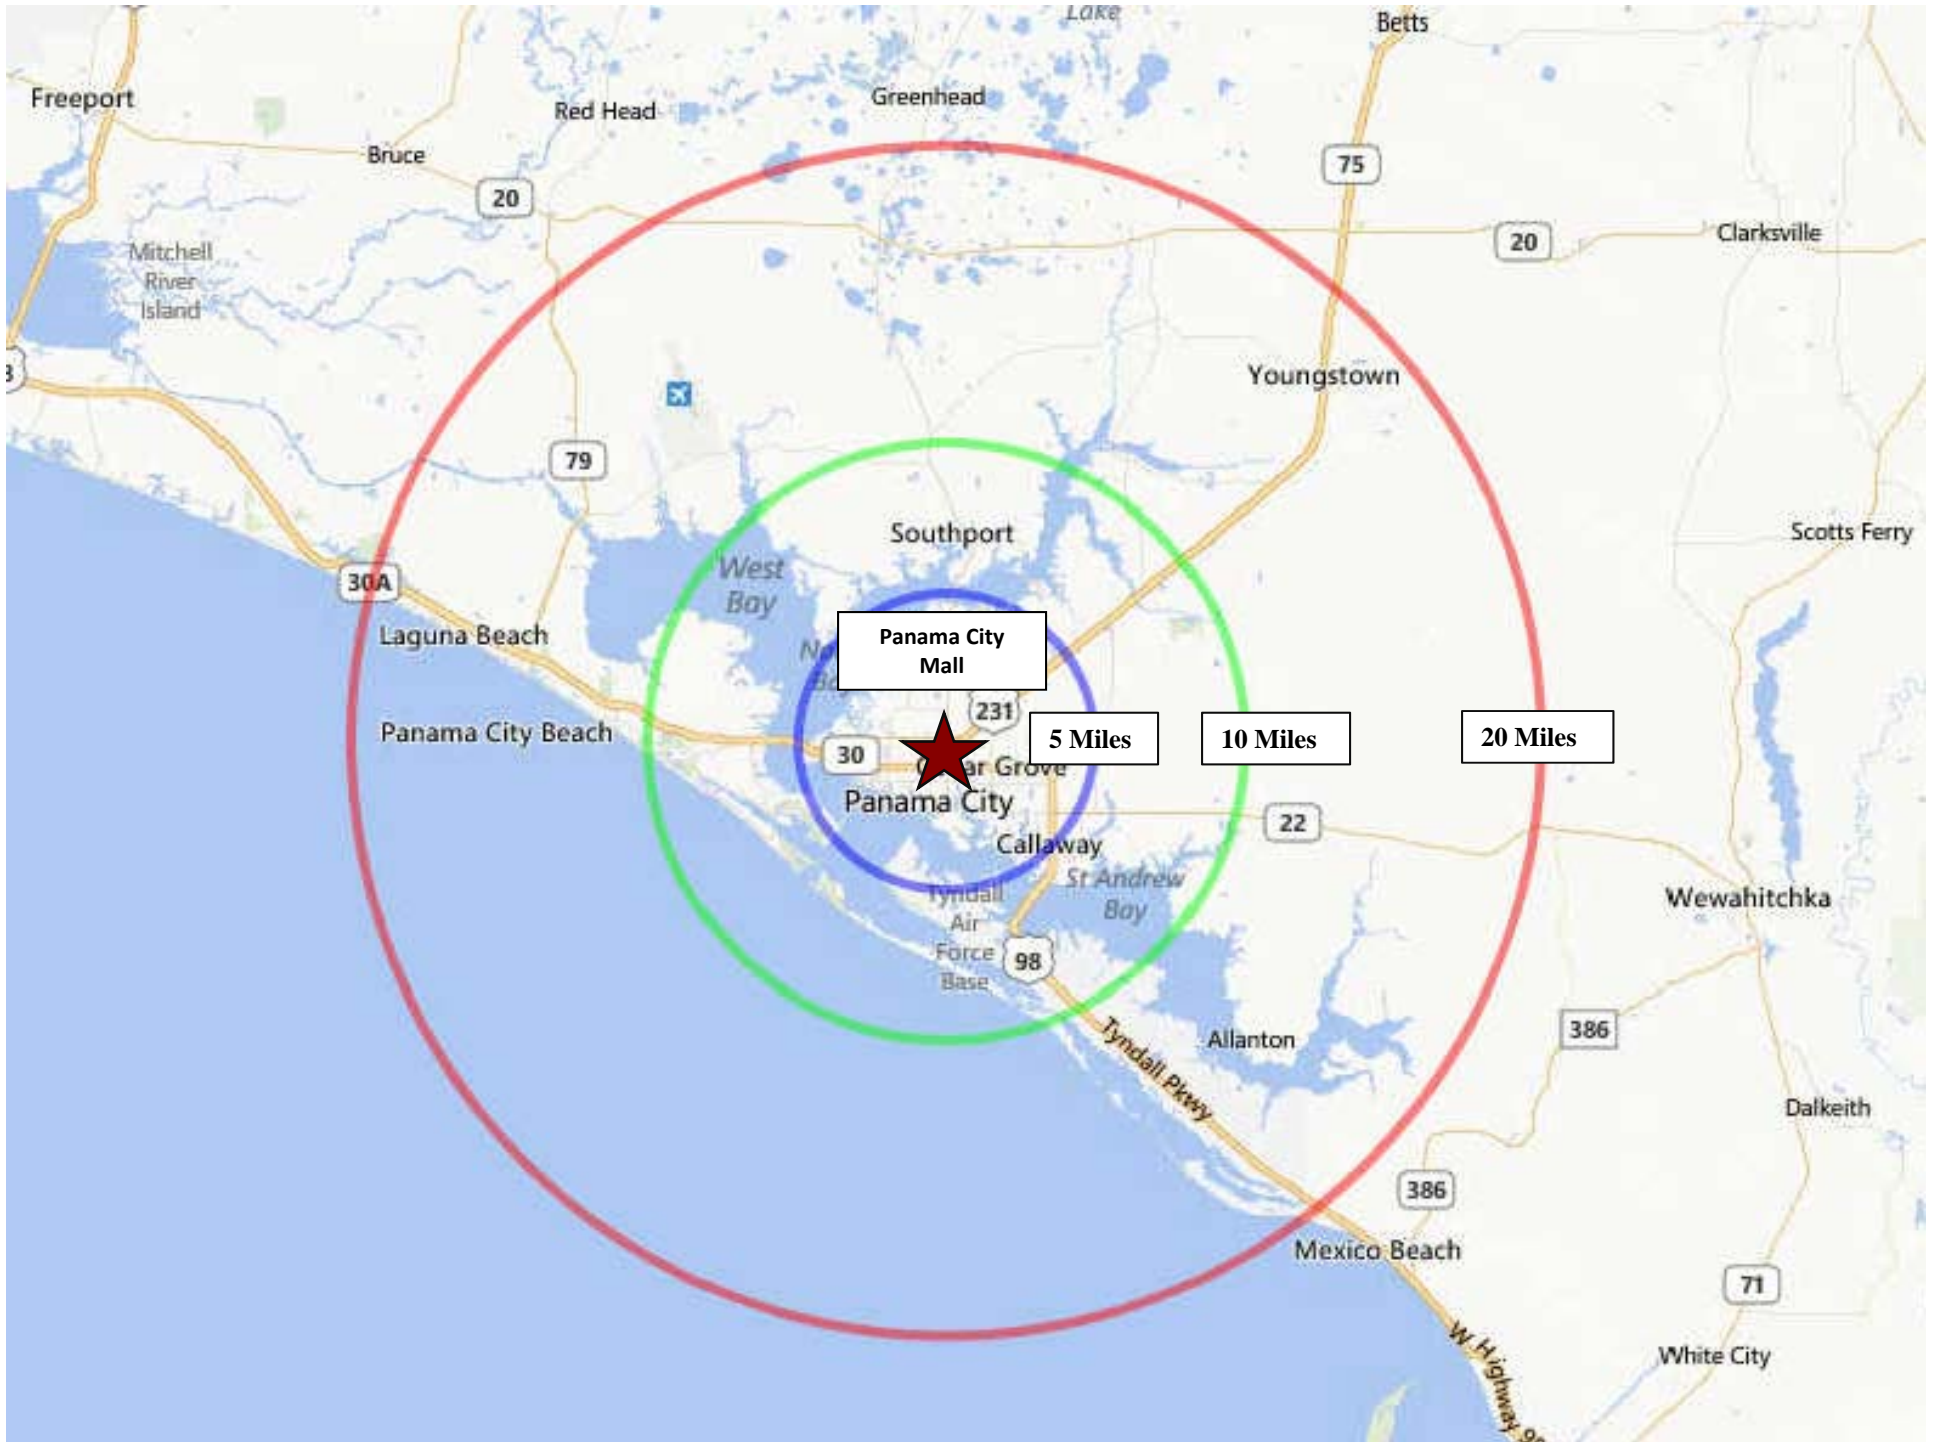 Lake
Betts
Freeport
Red Head
Greenhead
Bruce
75
20
Mitchell
River
Island
20
Clarksville
Youngstown
79
Southport
Scotts Ferry
West
Bay
30A
Laguna Beach
Panama City
Mall
Bay
231
Panama City Beach
5 Miles
10 Miles
20 Miles
30
Panama City
22
Callaway
St Andrew
Bay
Tyndall
Air
Force
Base
98
Wewahitchka
Tyndall Pkwy
Allanton
386
Dalkeith
386
Mexico Beach
71
W Highway 98
White City